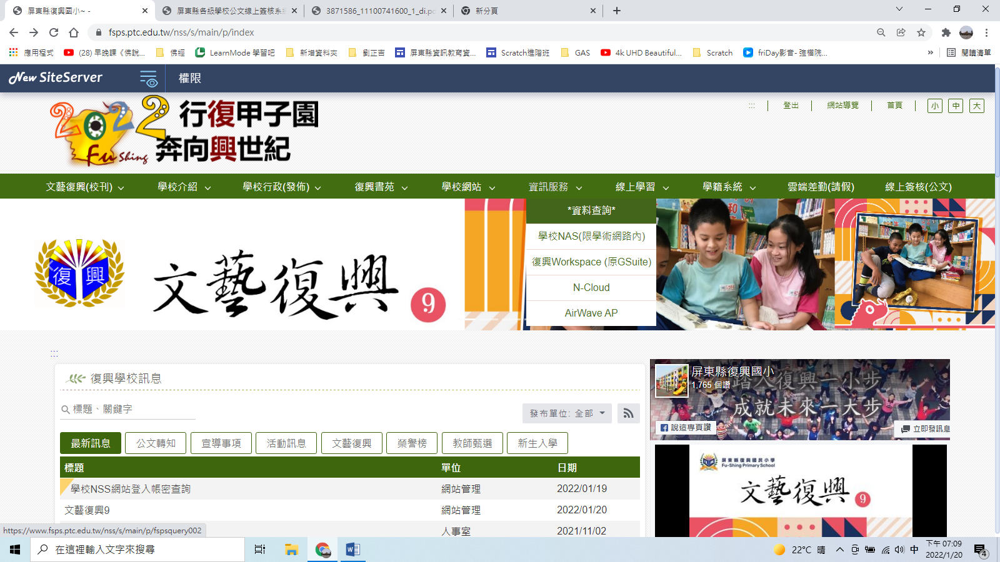 屏東縣復興國小~ -
屏東縣各級學校公文線上簽核系
3871586_11100741600_1_di.pd
新分頁
fsps.ptc.edu.tw/nss/s/main/p/index
應用程式
(28) 早晚課《佛說...
佛經
LearnMode 學習吧
新增資料夾
劉正吉
屏東縣資訊教育資...
Scratch進階班
GAS
4k UHD Beautiful...
Scratch
friDay影音- 強檔院...
»
閱讀清單
New SiteServer
權限
2022 Fu Shing
行復甲子園
奔向興世紀
:::
登出
網站導覽
首頁
小
中
大
文藝復興(校刊)
學校介紹
學校行政(發佈)
復興書苑
學校網站
資訊服務
線上學習
學籍系統
雲端差勤(請假)
線上簽核(公文)
*資料查詢*
學校NAS(限學術網路內)
復興Workspace (原GSuite)
N-Cloud
AirWave AP
復 興
文藝復興 9
:::
復興學校訊息
標題、關鍵字
發布單位: 全部
最新訊息
公文轉知
宣導事項
活動訊息
文藝復興
榮譽榜
教師甄選
新生入學
標題 單位 日期
學校NSS網站登入帳密查詢 網站管理 2022/01/19
文藝復興9 網站管理 2022/01/20
人事室 2021/11/02
屏東縣復興國小
1,765 個讚
踏入復興一小步
成就未來一大步
說這專頁讚
立即發訊息
屏東縣復興國民小學
Fu-Shing Primary School
文藝復興 9
https://www.fsps.ptc.edu.tw/nss/s/main/p/fspsquery002
在這裡輸入文字來搜尋
22°C 晴
中
下午 07:09
2022/1/20
4